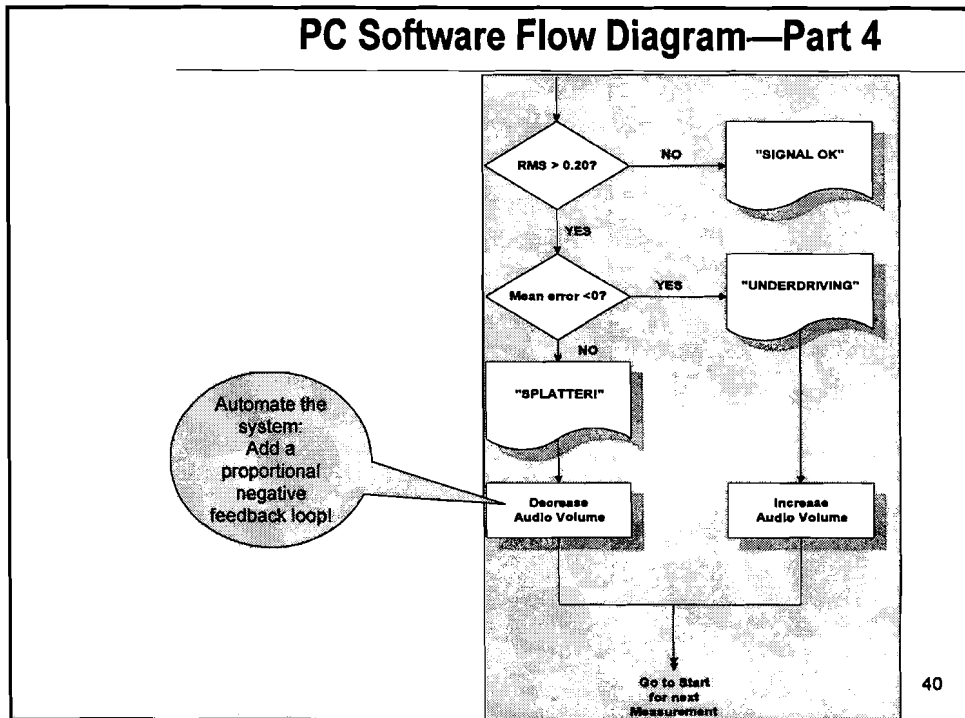 PC Software Flow Diagram—Part 4
RMS > 0.20?
NO
"SIGNAL OK"
YES
Mean error <0?
YES
"UNDERDRIVING"
NO
"SPLATTER!"
Automate the
system:
Add a
proportional
negative
feedback loop!
Decrease
Audio Volume
Increase
Audio Volume
Go to Start
for next
Measurement
40